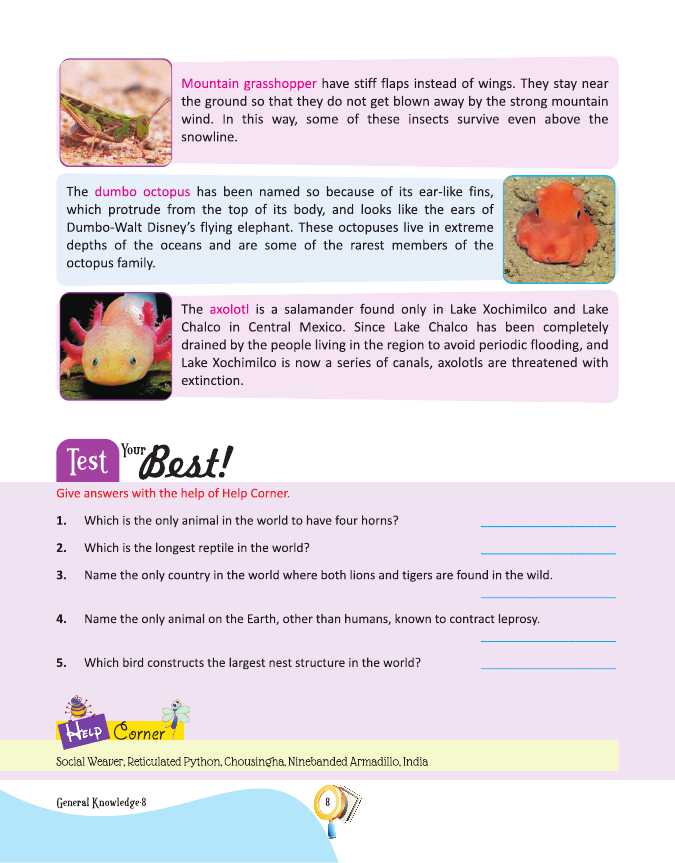 Mountain grasshopper have stiff flaps instead of wings. They stay near
the ground so that they do not get blown away by the strong mountain
wind. In this way, some of these insects survive even above the
snowline.
The dumbo octopus has been named so because of its ear-like fins,
which protrude from the top of its body, and looks like the ears of
Dumbo-Walt Disney's flying elephant. These octopuses live in extreme
depths of the oceans and are some of the rarest members of the
octopus family.
The axolotl is a salamander found only in Lake Xochimilco and Lake
Chalco in Central Mexico. Since Lake Chalco has been completely
drained by the people living in the region to avoid periodic flooding, and
Lake Xochimilco is now a series of canals, axolotls are threatened with
extinction.
Test Your Best!
Give answers with the help of Help Corner.
1. Which is the only animal in the world to have four horns?
2. Which is the longest reptile in the world?
3. Name the only country in the world where both lions and tigers are found in the wild.
4. Name the only animal on the Earth, other than humans, known to contract leprosy.
5. Which bird constructs the largest nest structure in the world?
Help Corner
Social Weaver, Reticulated Python, Chousingha, Ninebanded Armadillo, India
General Knowledge-8
8